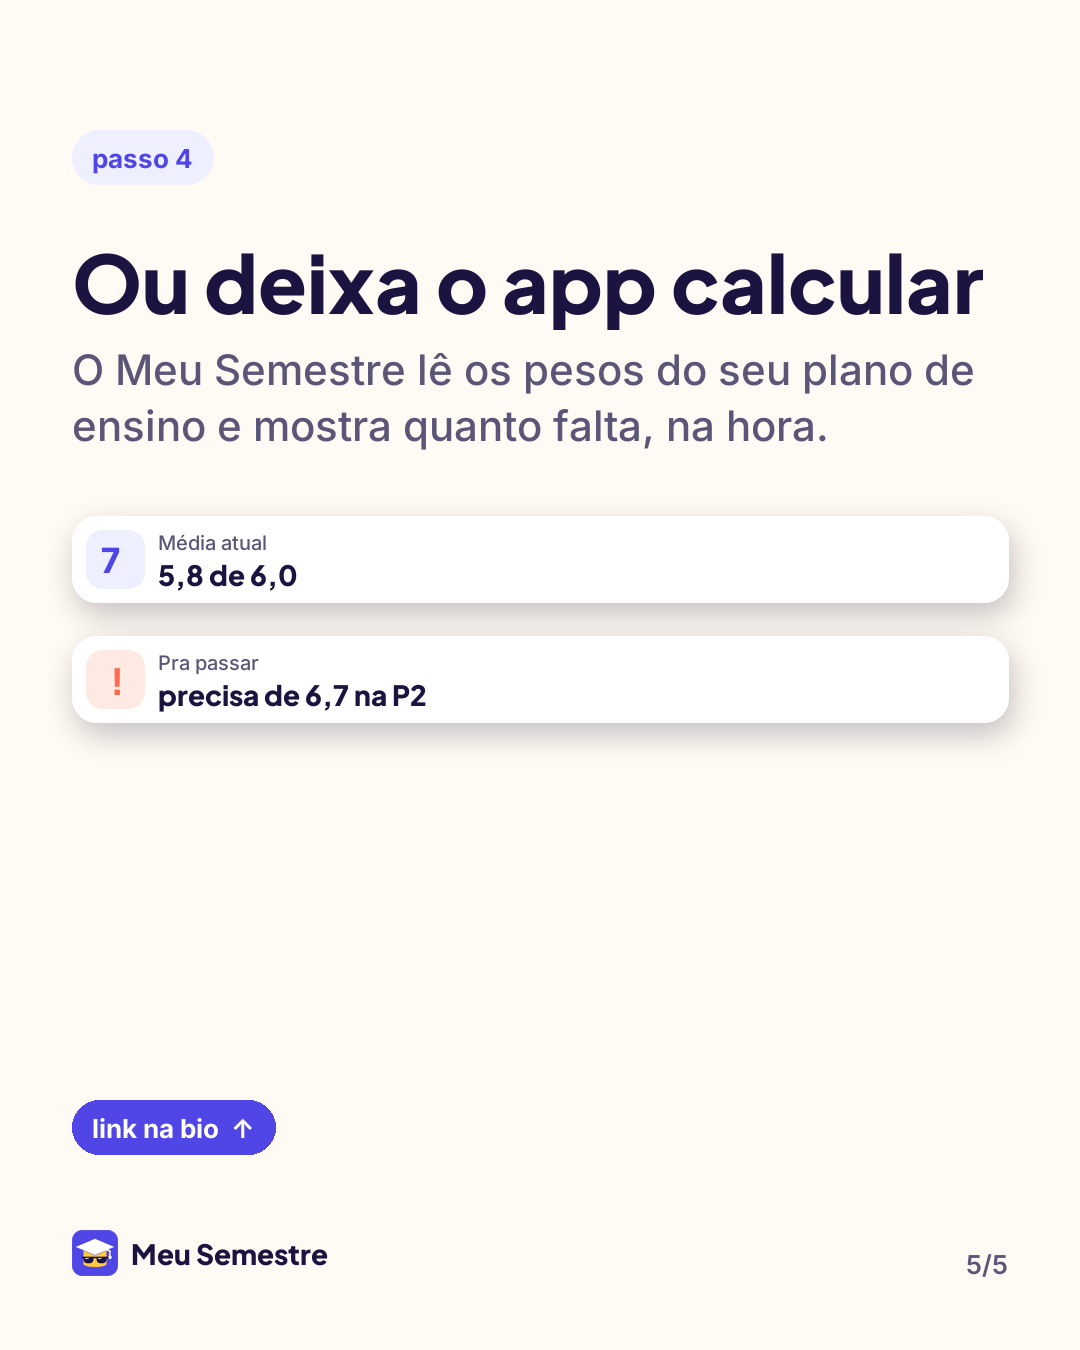 passo 4
Ou deixa o app calcular
O Meu Semestre lê os pesos do seu plano de
ensino e mostra quanto falta, na hora.
7
Média atual
5,8 de 6,0
!
Pra passar
precisa de 6,7 na P2
link na bio ↑
Meu Semestre
5/5